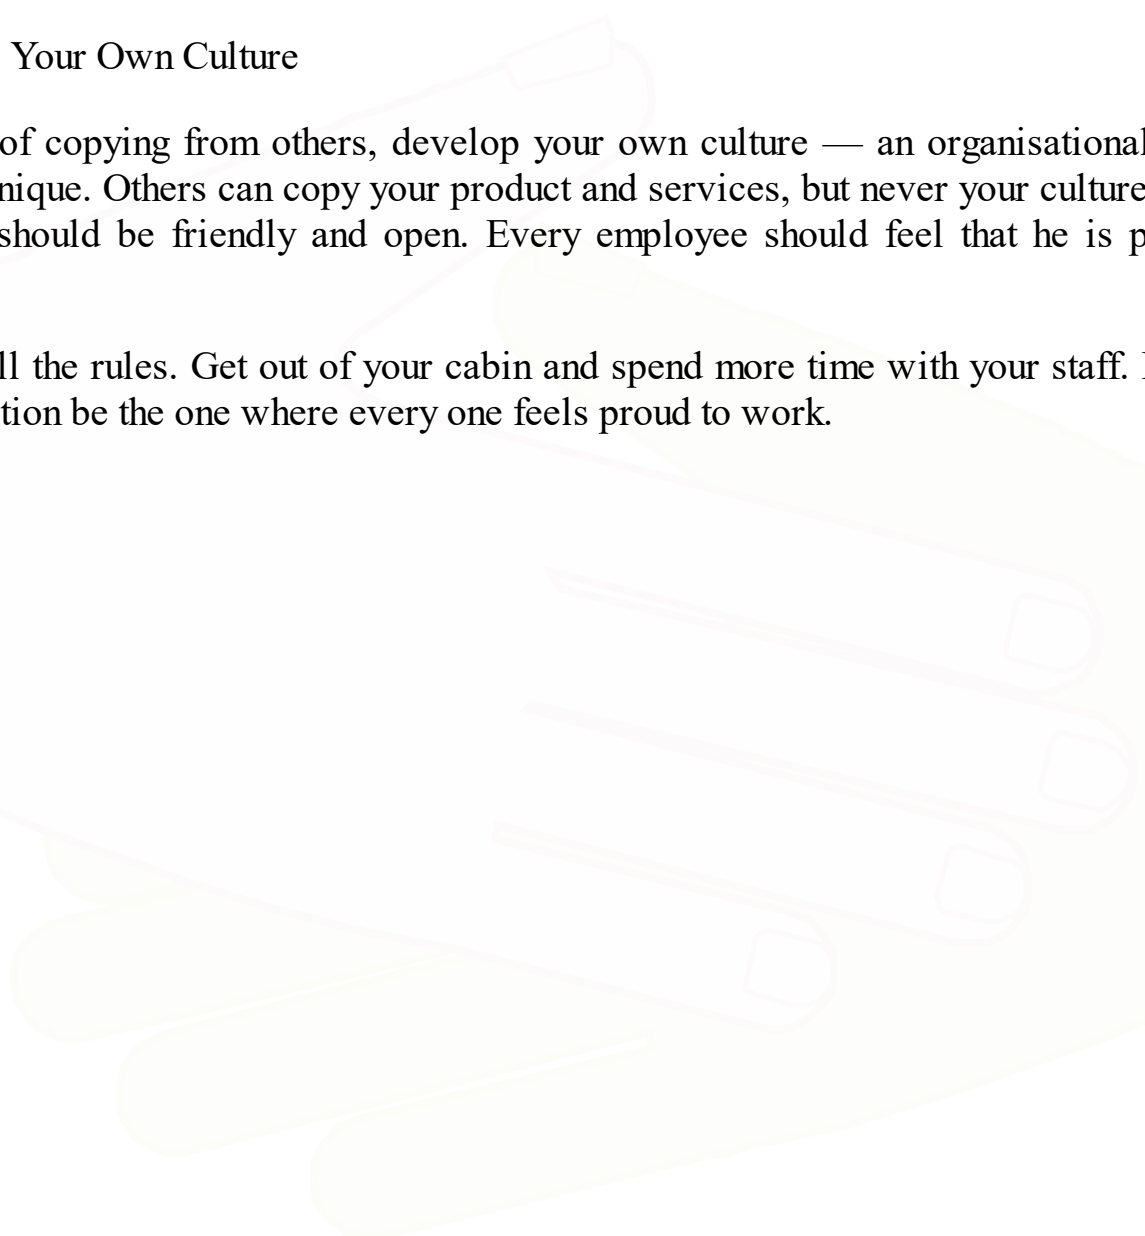 Your Own Culture
of copying from others, develop your own culture — an organisational
nique. Others can copy your product and services, but never your culture
should be friendly and open. Every employee should feel that he is p
ll the rules. Get out of your cabin and spend more time with your staff.
tion be the one where every one feels proud to work.